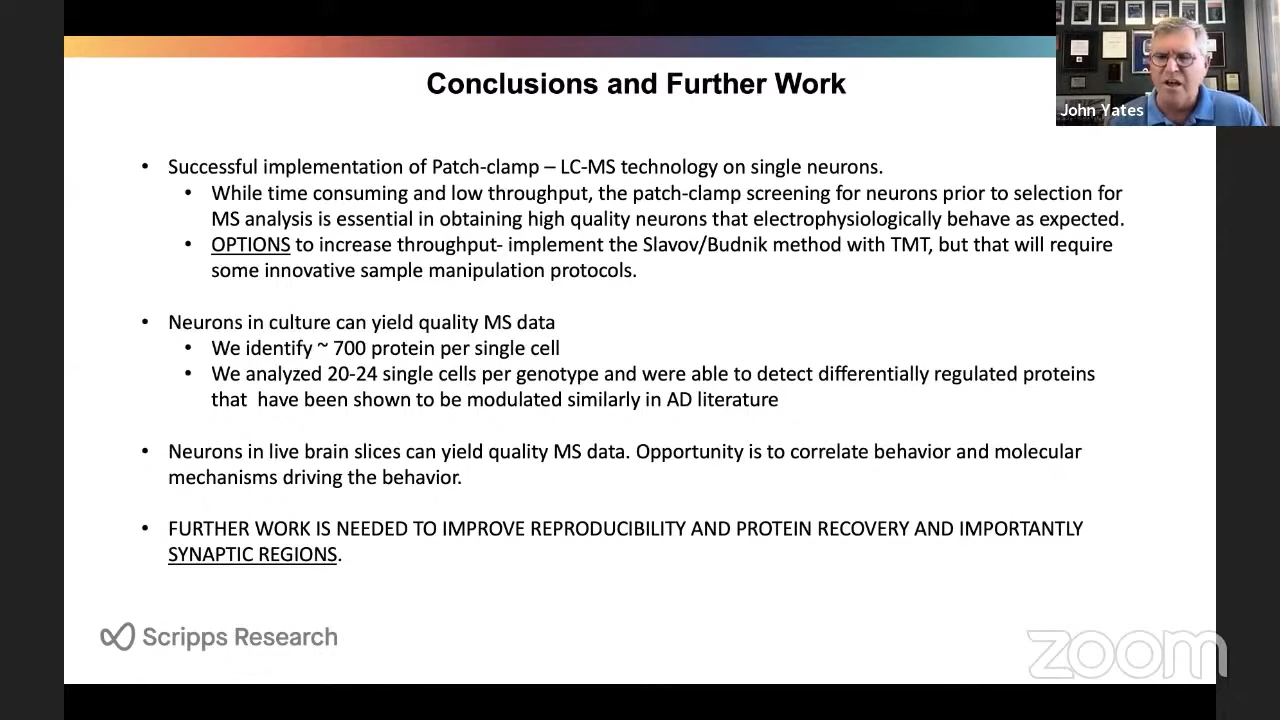 Conclusions and Further Work
John Yates
• Successful implementation of Patch-clamp – LC-MS technology on single neurons.
• While time consuming and low throughput, the patch-clamp screening for neurons prior to selection for
MS analysis is essential in obtaining high quality neurons that electrophysiologically behave as expected.
• OPTIONS to increase throughput- implement the Slavov/Budnik method with TMT, but that will require
some innovative sample manipulation protocols.
• Neurons in culture can yield quality MS data
• We identify ~ 700 protein per single cell
• We analyzed 20-24 single cells per genotype and were able to detect differentially regulated proteins
that  have been shown to be modulated similarly in AD literature
• Neurons in live brain slices can yield quality MS data. Opportunity is to correlate behavior and molecular
mechanisms driving the behavior.
• FURTHER WORK IS NEEDED TO IMPROVE REPRODUCIBILITY AND PROTEIN RECOVERY AND IMPORTANTLY
SYNAPTIC REGIONS.
Scripps Research
zoom